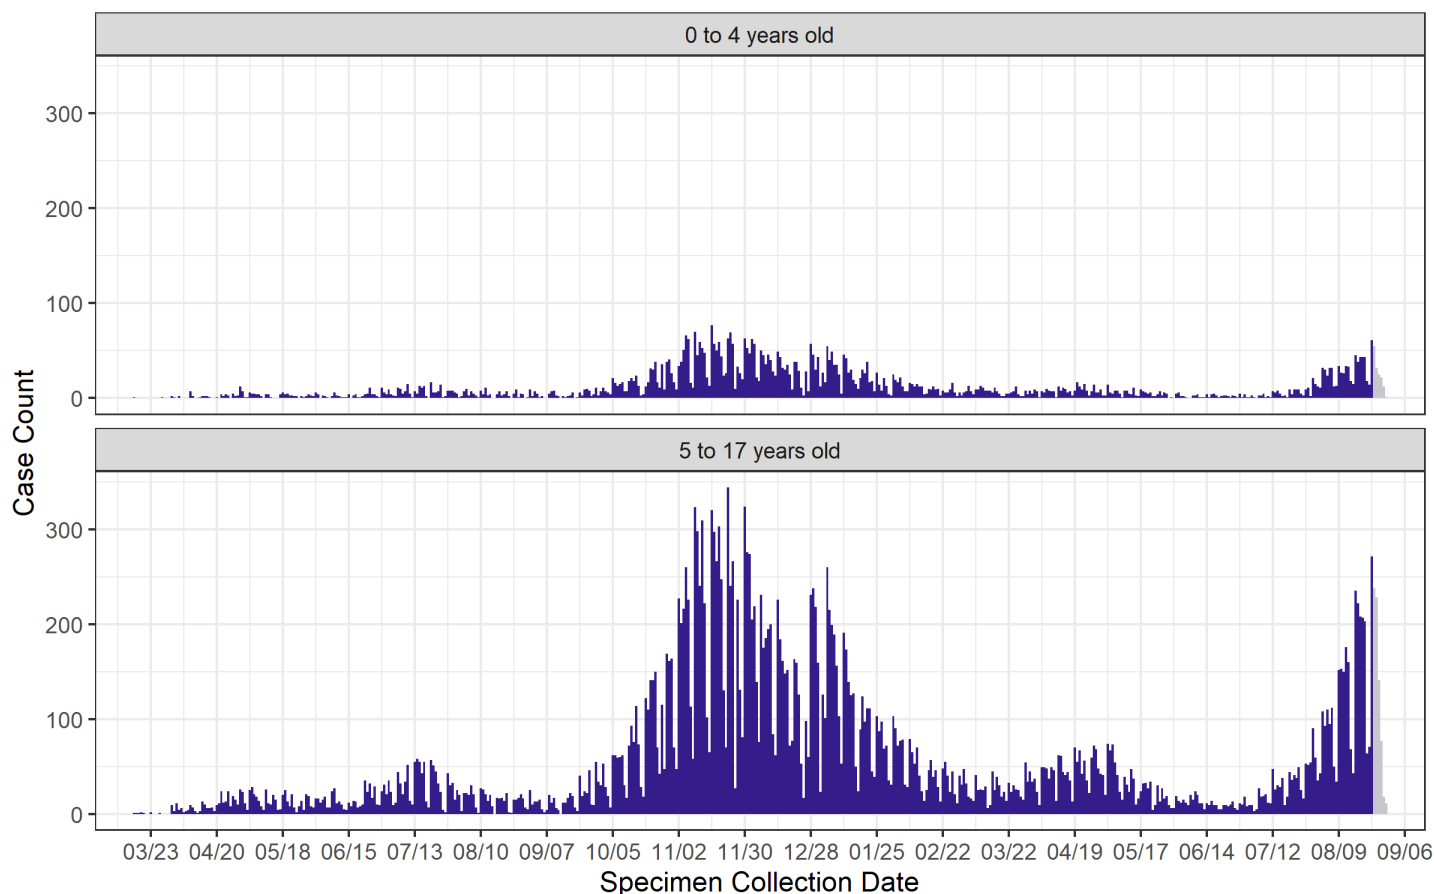 0 to 4 years old
300
200
100
0
5 to 17 years old
300
200
100
0
Case Count
03/23 04/20 05/18 06/15 07/13 08/10 09/07 10/05 11/02 11/30 12/28 01/25 02/22 03/22 04/19 05/17 06/14 07/12 08/09 09/06
Specimen Collection Date